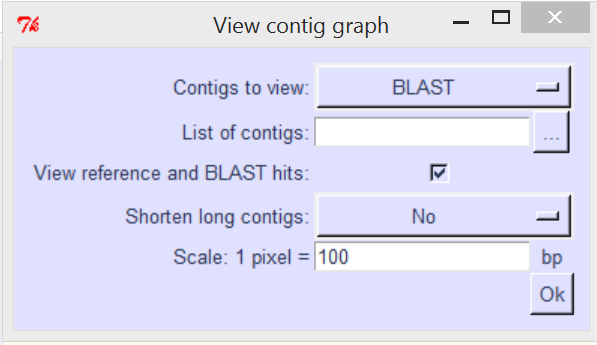 Tk View contig graph
Contigs to view: BLAST
List of contigs: ...
View reference and BLAST hits:
Shorten long contigs: No
Scale: 1 pixel = 100 bp
Ok